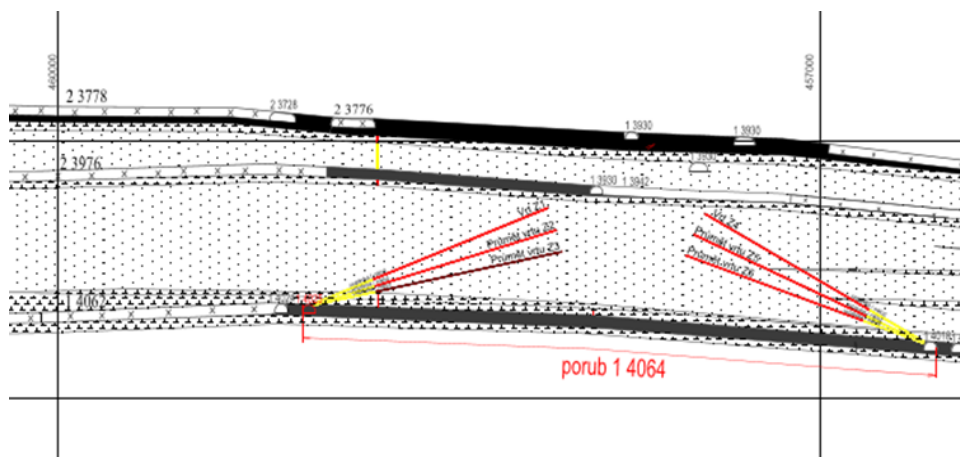 460000
457000
2 3778
2 3728
2 3776
1 3930
1 3930
2 3976
1 3930
1 3942
Vrt Z1
Průmět vrtu Z2
Průmět vrtu Z3
Vrt Z4
Průmět vrtu Z5
Průmět vrtu Z6
1 4062
porub 1 4064